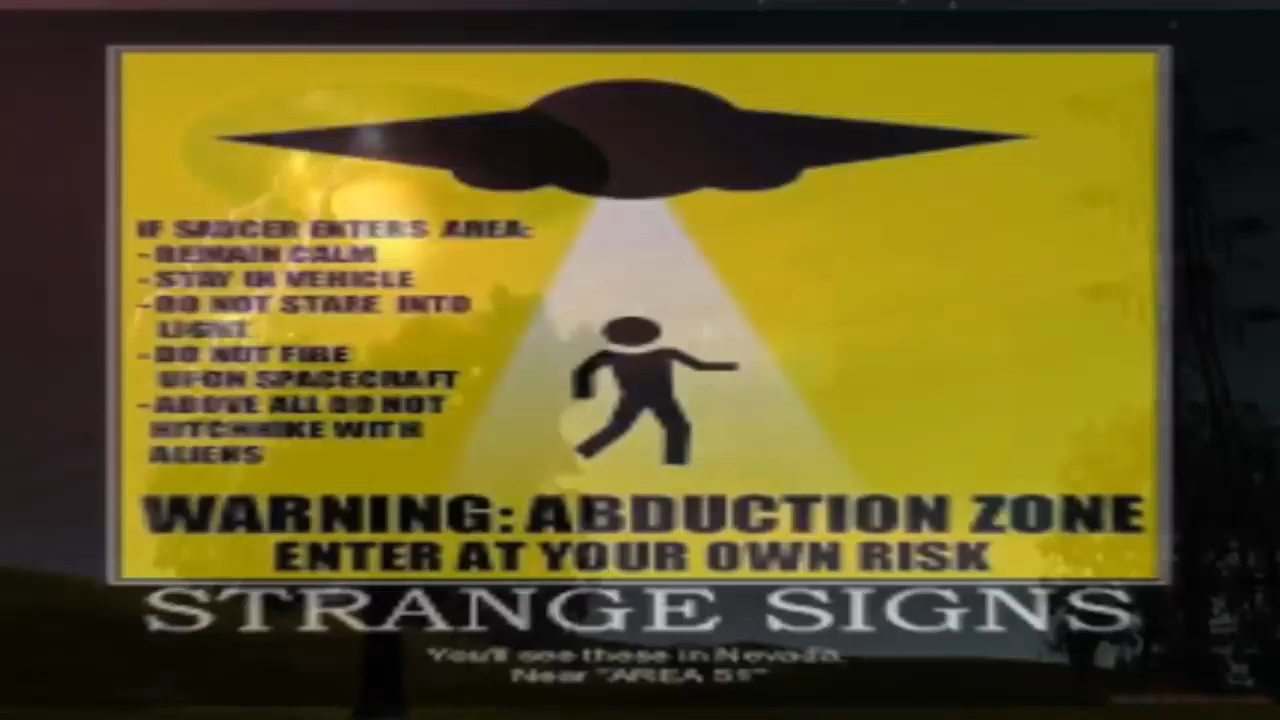 IF SAUCER ENTERS AREA:
-REMAIN CALM
-STAY IN VEHICLE
-DO NOT STARE INTO
LIGHT
-DO NOT FIRE
UPON SPACECRAFT
-ABOVE ALL DO NOT
HITCHHIKE WITH
ALIENS
WARNING: ABDUCTION ZONE
ENTER AT YOUR OWN RISK
STRANGE SIGNS
You'll see these in Nevada.
Near "AREA 51"